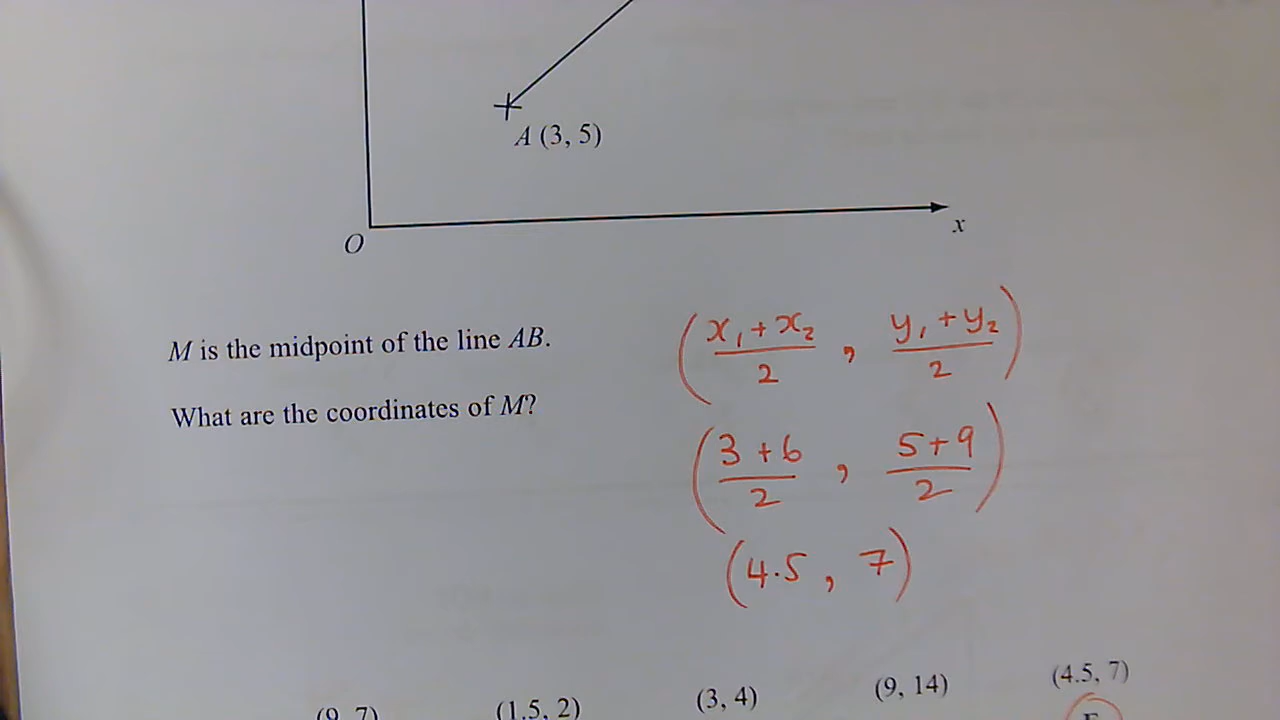 A (3, 5)
O
x
M is the midpoint of the line AB.
What are the coordinates of M?
(x₁ + x₂ / 2 , y₁ + y₂ / 2)
(3 + 6 / 2 , 5 + 9 / 2)
(4.5 , 7)
(9, 7) (1.5, 2) (3, 4) (9, 14) (4.5, 7)